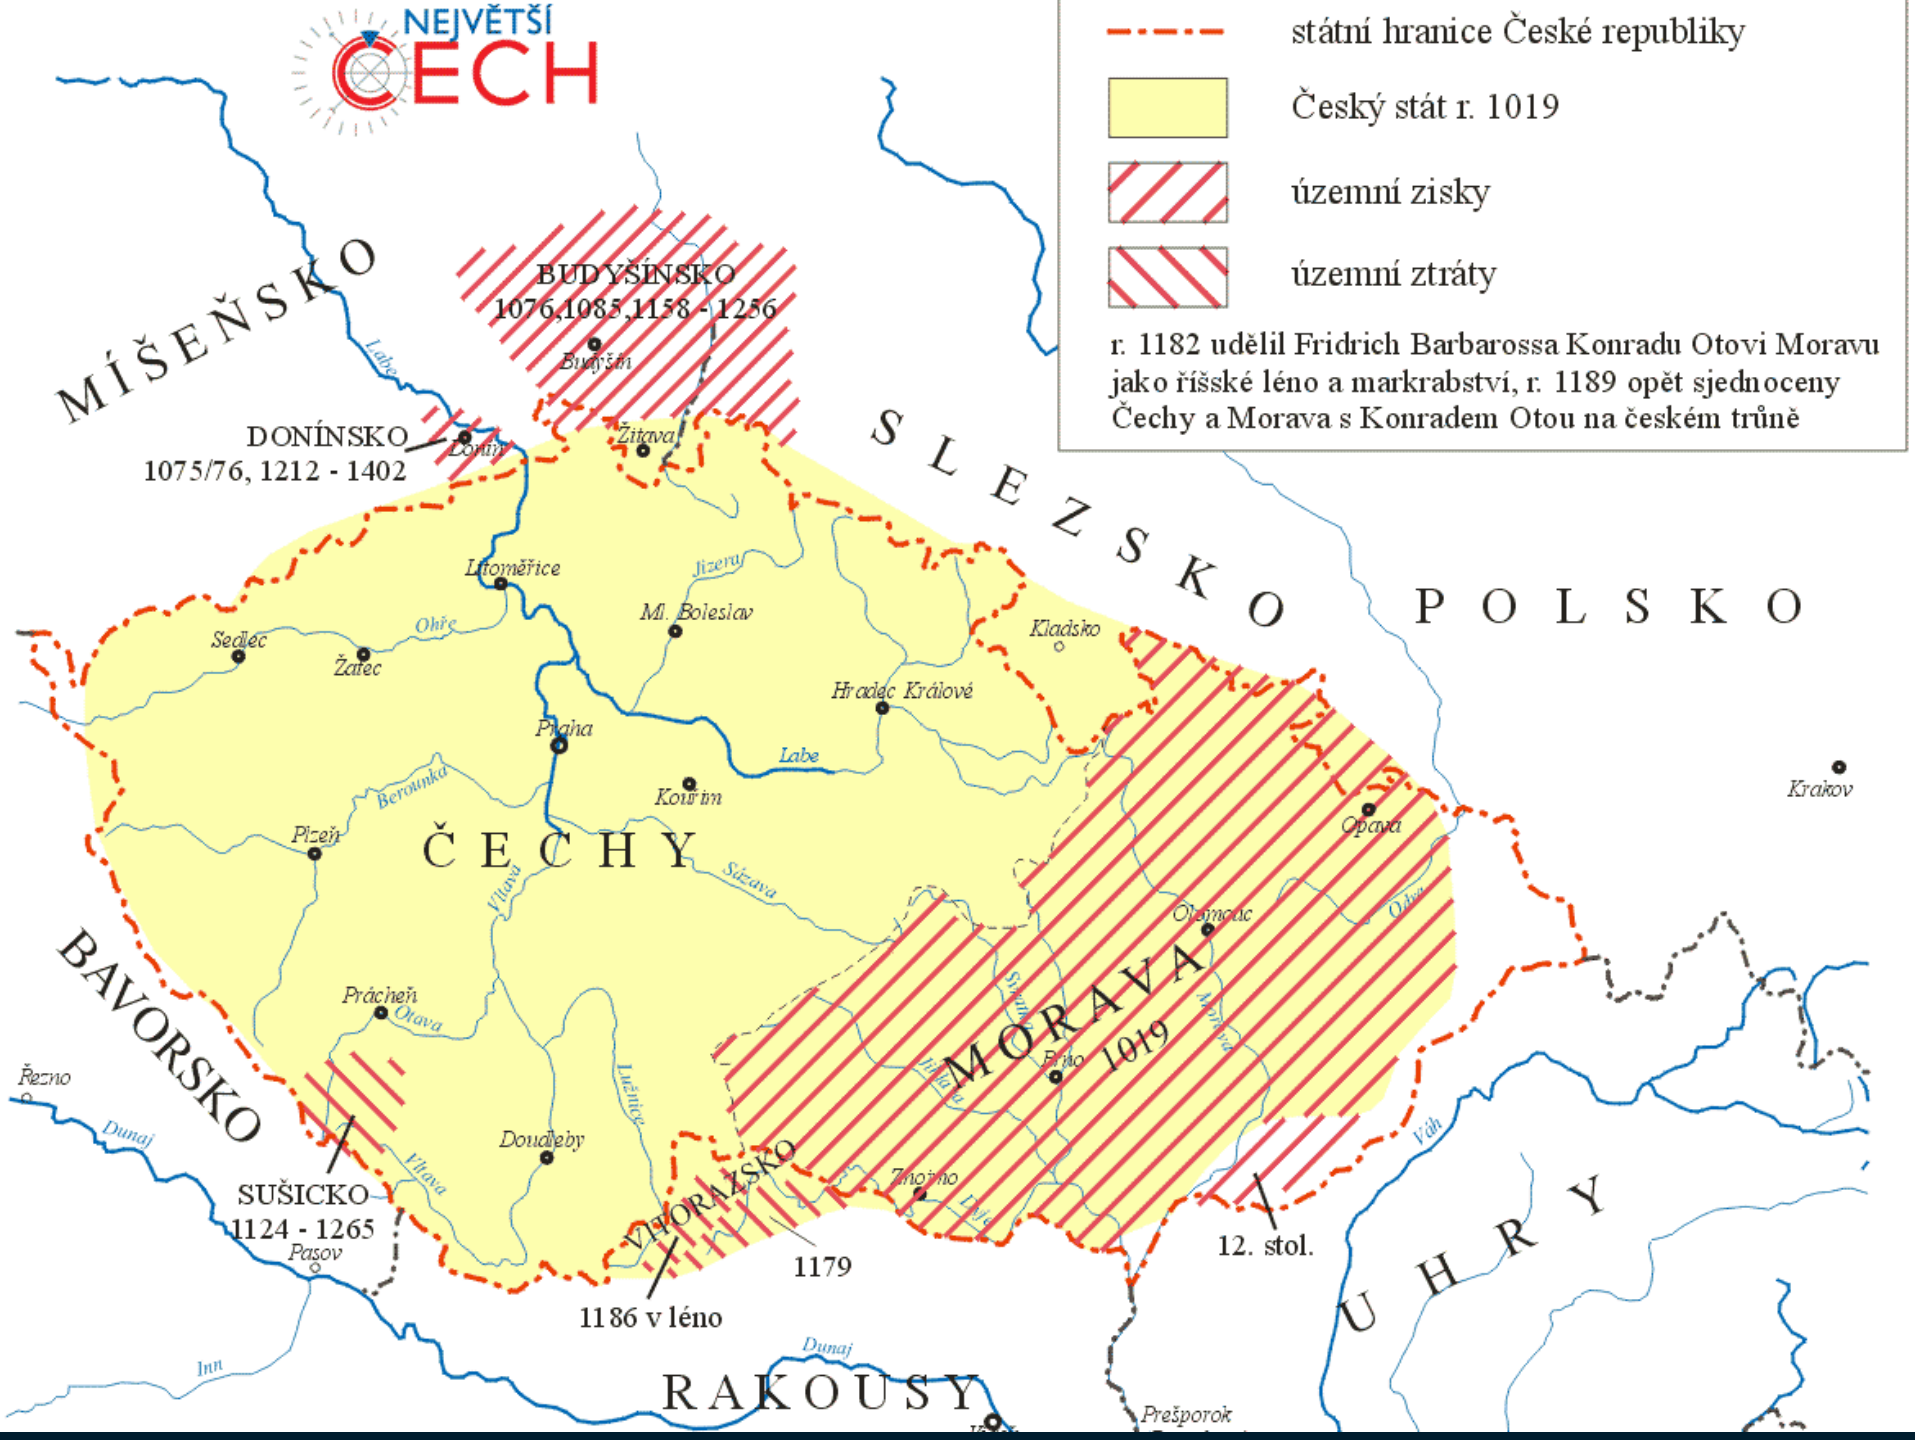 NEJVĚTŠÍ
ČECH
státní hranice České republiky
Český stát r. 1019
územní zisky
územní ztráty
r. 1182 udělil Fridrich Barbarossa Konradu Otovi Moravu
jako říšské léno a markrabství, r. 1189 opět sjednoceny
Čechy a Morava s Konradem Otou na českém trůně
MÍŠEŇSKO
BUDYŠÍNSKO
1076,1085,1158 - 1256
Budyšín
Labe
DONÍNSKO
1075/76, 1212 - 1402
Donín
Žitava
SLEZSKO
POLSKO
Litoměřice
Jizera
Ml. Boleslav
Ohře
Sedlec
Žatec
Kladsko
Hradec Králové
Praha
Labe
Krakov
Berounka
Kouřim
Plzeň
ČECHY
Opava
Sázava
Vltava
Odra
Olomouc
BAVORSKO
Prácheň
Otava
Svratka
MORAVA
1019
Morava
Brno
Jihlava
Řezno
Lužnice
Dunaj
Doudleby
Váh
Vltava
VITORAZSKO
Znojmo
Dyje
SUŠICKO
1124 - 1265
Pasov
12. stol.
UHRY
1179
1186 v léno
Inn
Dunaj
RAKOUSY
Prešporok